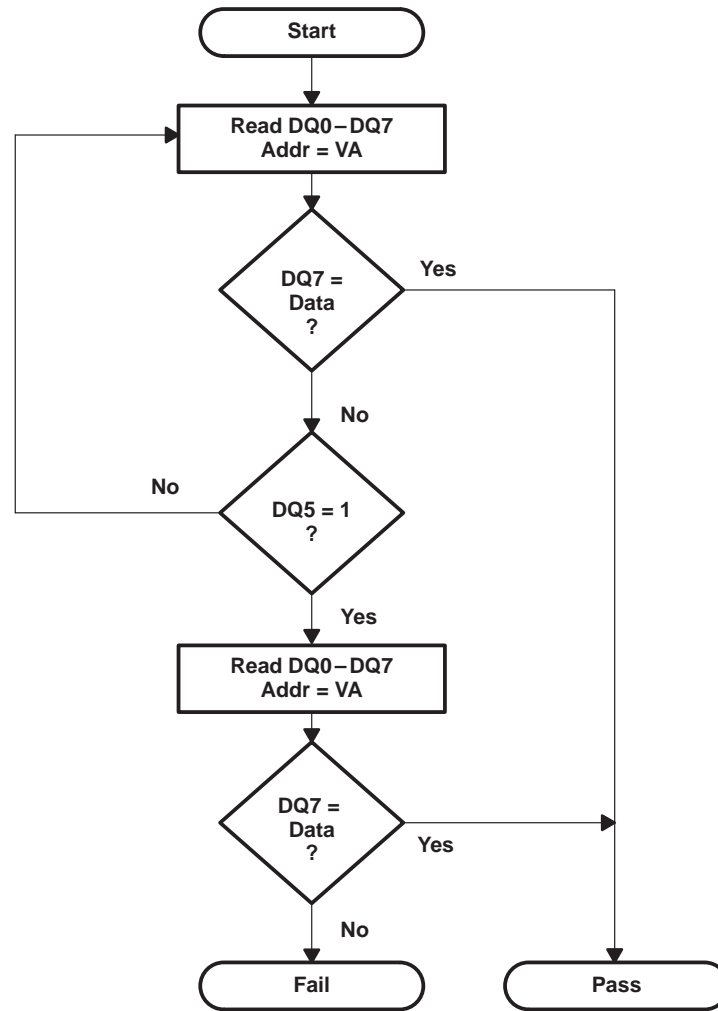 Start
Read DQ0–DQ7
Addr = VA
Yes
DQ7 =
Data
?
No
No
DQ5 = 1
?
Yes
Read DQ0–DQ7
Addr = VA
DQ7 =
Data
?
Yes
No
Fail
Pass